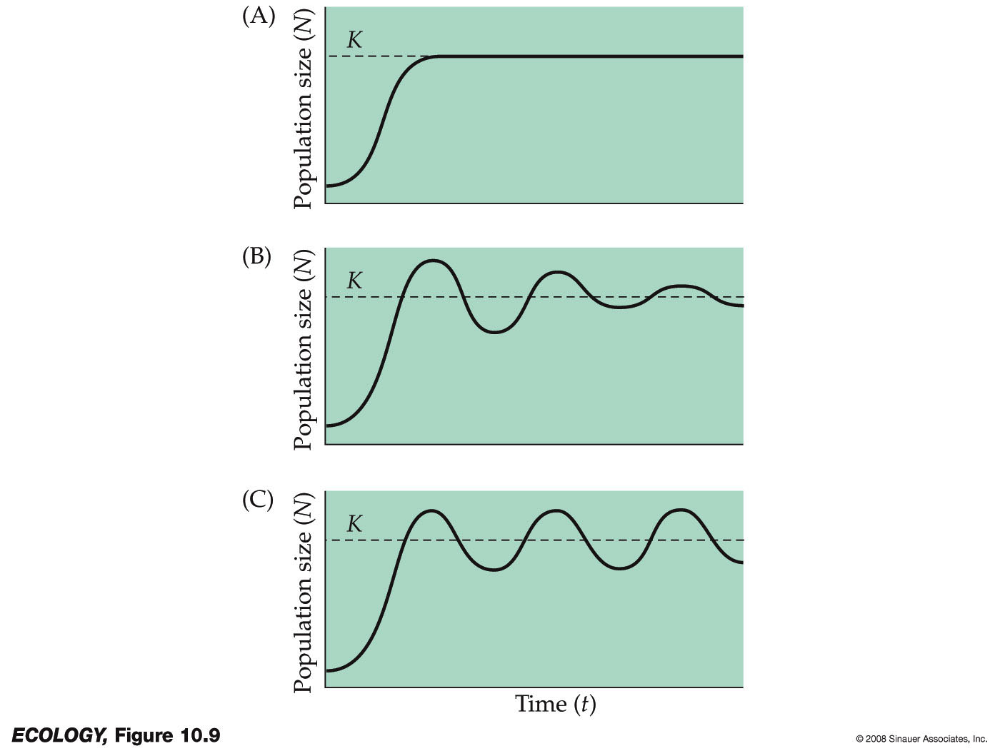 (A)
Population size (N)
K
(B)
Population size (N)
K
(C)
Population size (N)
K
Time (t)
ECOLOGY, Figure 10.9
© 2008 Sinauer Associates, Inc.